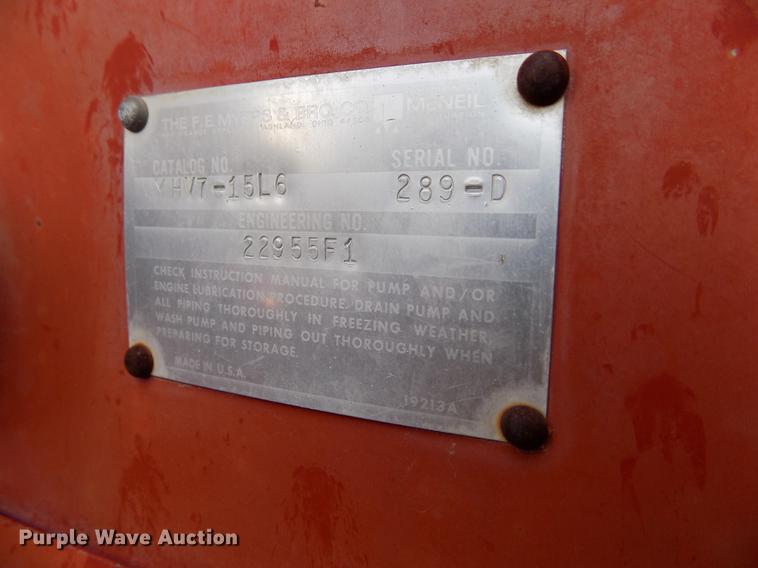 THE F.E. MYERS & BRO. CO. McNEIL
ASHLAND, OHIO
CATALOG NO. SERIAL NO.
HV7-15L6 289-D
ENGINEERING NO.
22955F1
CHECK INSTRUCTION MANUAL FOR PUMP AND/OR
ENGINE LUBRICATION PROCEDURE. DRAIN PUMP AND
ALL PIPING THOROUGHLY IN FREEZING WEATHER,
WASH PUMP AND PIPING OUT THOROUGHLY WHEN
PREPARING FOR STORAGE.
MADE IN U.S.A.
19213A
Purple Wave Auction